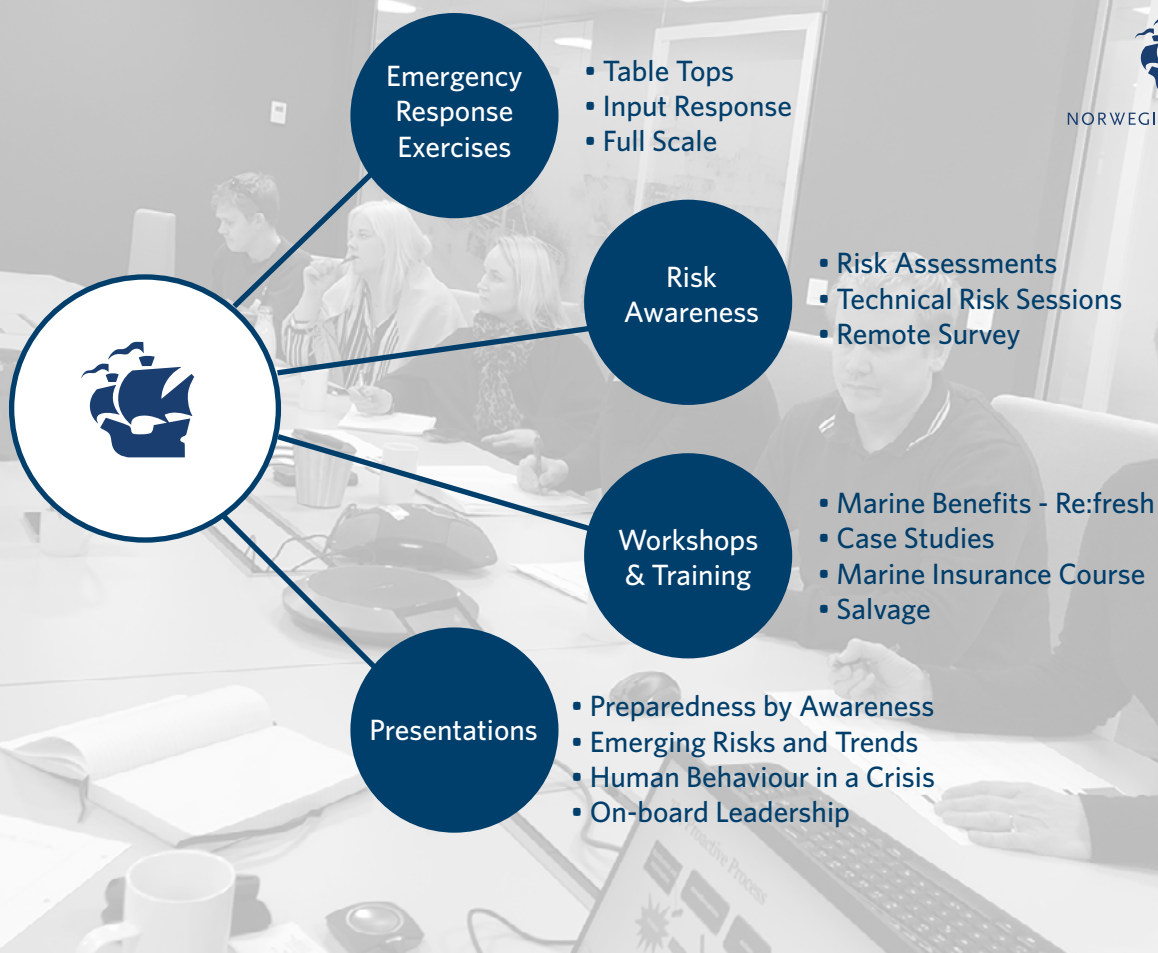 Emergency
Response
Exercises
• Table Tops
• Input Response
• Full Scale
NORWEGI
Risk
Awareness
• Risk Assessments
• Technical Risk Sessions
• Remote Survey
Workshops
& Training
• Marine Benefits - Re:fresh
• Case Studies
• Marine Insurance Course
• Salvage
Presentations
• Preparedness by Awareness
• Emerging Risks and Trends
• Human Behaviour in a Crisis
• On-board Leadership
Proactive Process